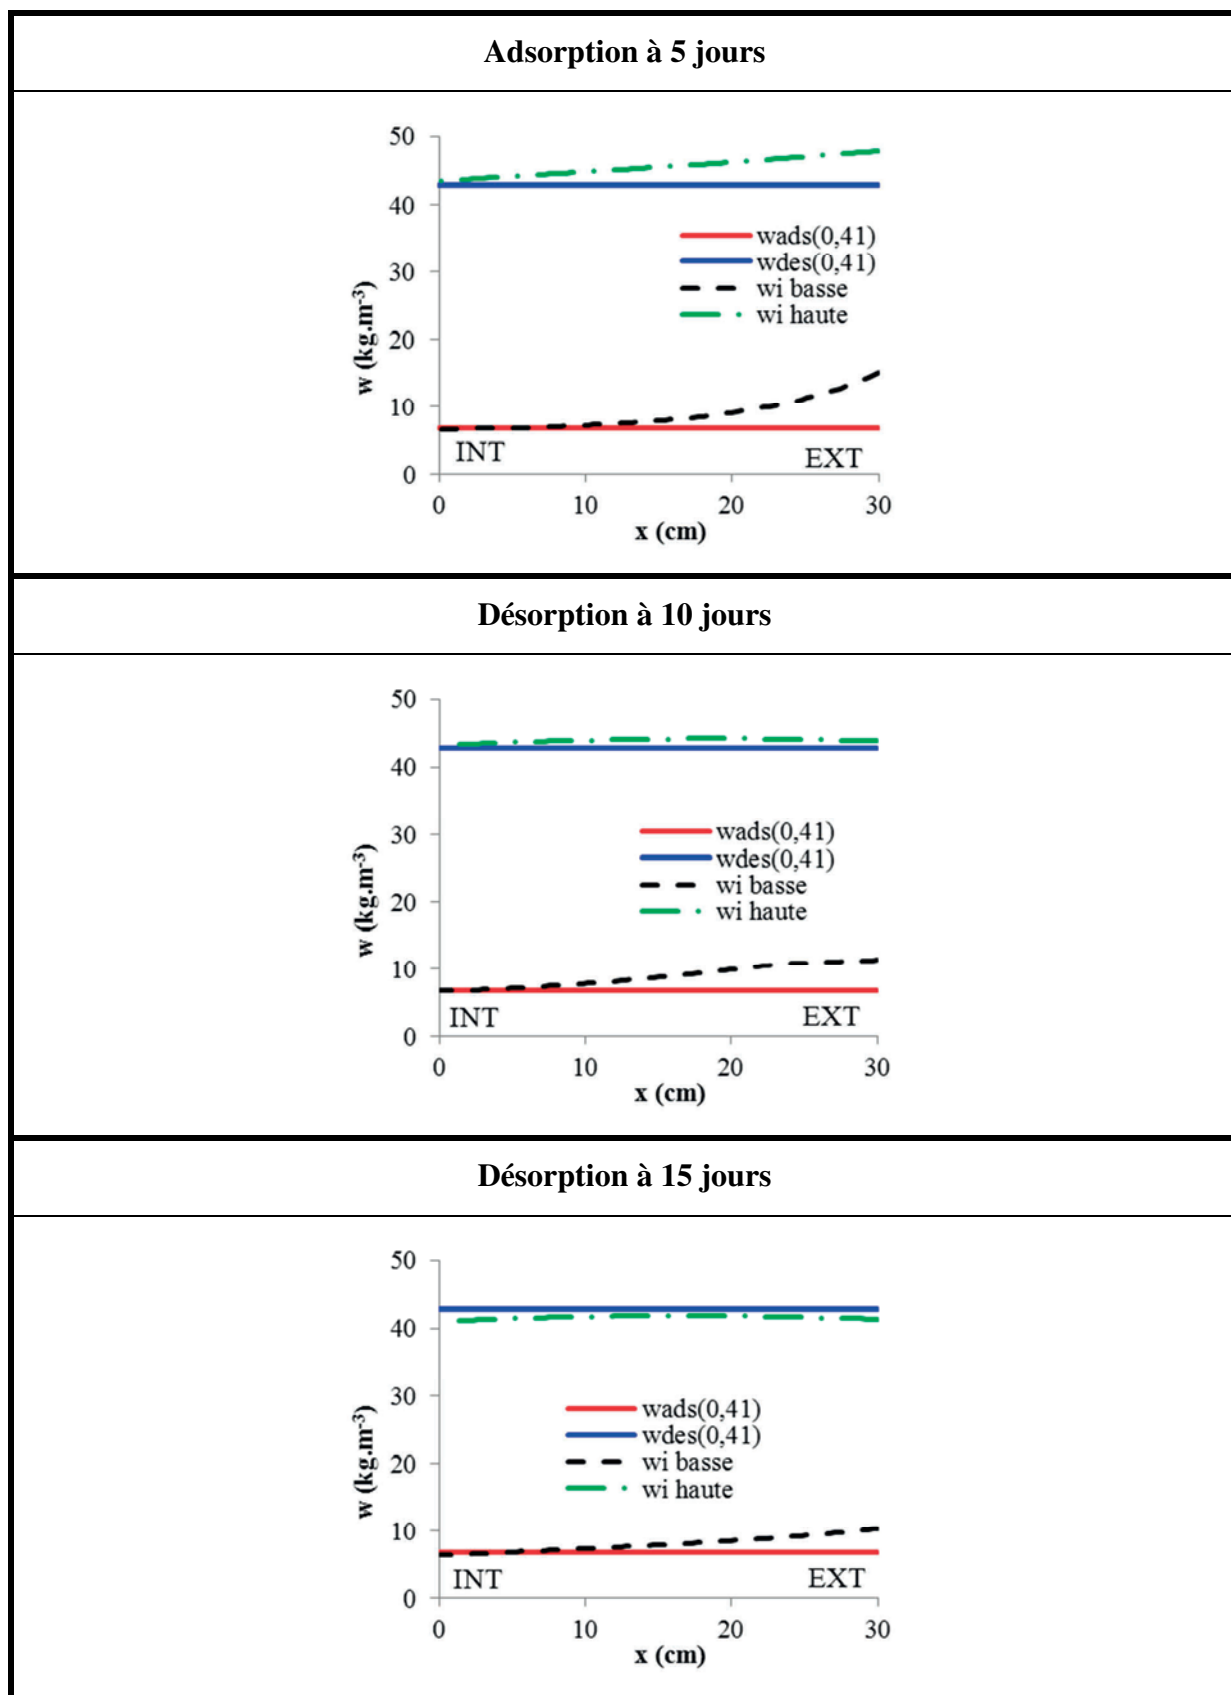 Adsorption à 5 jours
50
40
30
20
10
0
w (kg.m-3)
wads(0,41)
wdes(0,41)
wi basse
wi haute
INT
EXT
0 10 20 30
x (cm)
Désorption à 10 jours
50
40
30
20
10
0
w (kg.m-3)
wads(0,41)
wdes(0,41)
wi basse
wi haute
INT
EXT
0 10 20 30
x (cm)
Désorption à 15 jours
50
40
30
20
10
0
w (kg.m-3)
wads(0,41)
wdes(0,41)
wi basse
wi haute
INT
EXT
0 10 20 30
x (cm)